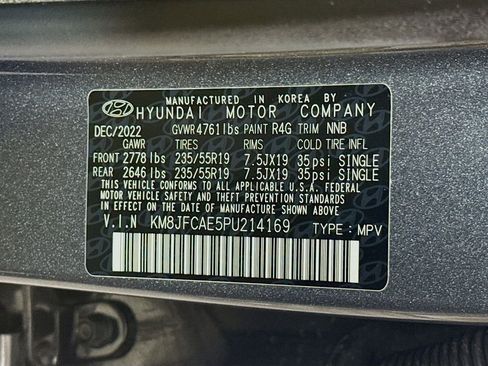 MANUFACTURED IN KOREA BY
HYUNDAI MOTOR COMPANY
DEC/2022 GVWR4761lbs PAINT R4G TRIM NNB
GAWR TIRES RIMS COLD TIRE INFL
FRONT 2778lbs 235/55R19 7.5JX19 35psi SINGLE
REAR 2646lbs 235/55R19 7.5JX19 35psi SINGLE
THIS VEHICLE CONFORMS TO ALL APPLICABLE U.S.A. FEDERAL
MOTOR VEHICLE SAFETY, BUMPER, AND THEFT PREVENTION
STANDARDS IN EFFECT ON THE DATE OF MANUFACTURE SHOWN ABOVE.
V.I.N KM8JFCAE5PU214169 TYPE : MPV